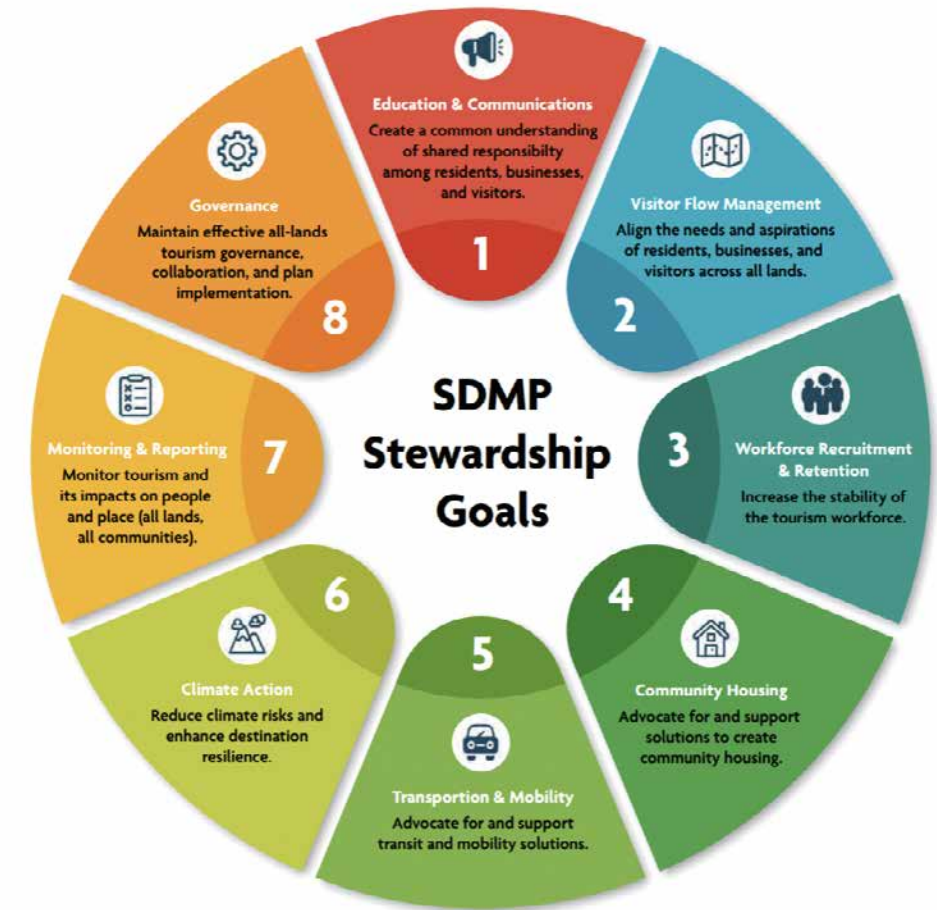 Education & Communications
Create a common understanding
of shared responsibilty
among residents, businesses,
and visitors.
1
Visitor Flow Management
Align the needs and aspirations
of residents, businesses, and
visitors across all lands.
2
Workforce Recruitment
& Retention
Increase the stability of
the tourism workforce.
3
Community Housing
Advocate for and support
solutions to create
community housing.
4
Transportion & Mobility
Advocate for and support
transit and mobility solutions.
5
Climate Action
Reduce climate risks and
enhance destination
resilience.
6
Monitoring & Reporting
Monitor tourism and
its impacts on people
and place (all lands,
all communities).
7
Governance
Maintain effective all-lands
tourism governance,
collaboration, and plan
implementation.
8
SDMP
Stewardship
Goals